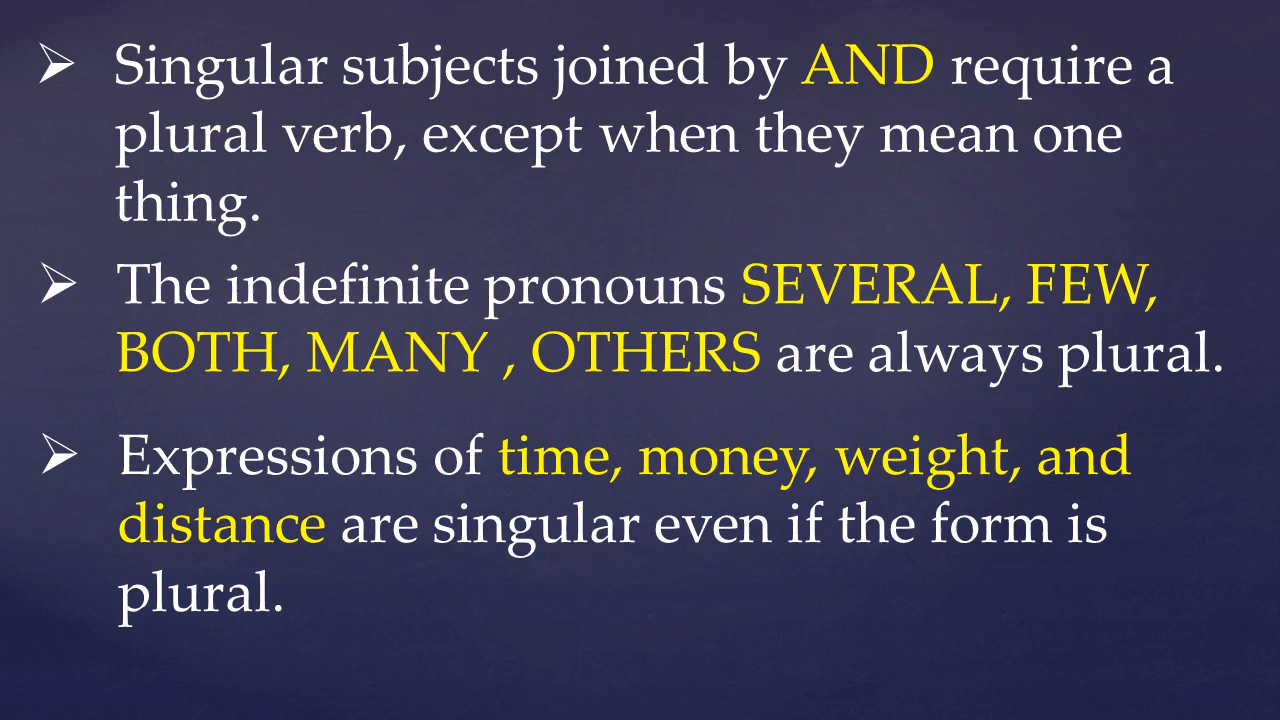 ➢ Singular subjects joined by AND require a
plural verb, except when they mean one
thing.
➢ The indefinite pronouns SEVERAL, FEW,
BOTH, MANY , OTHERS are always plural.
➢ Expressions of time, money, weight, and
distance are singular even if the form is
plural.